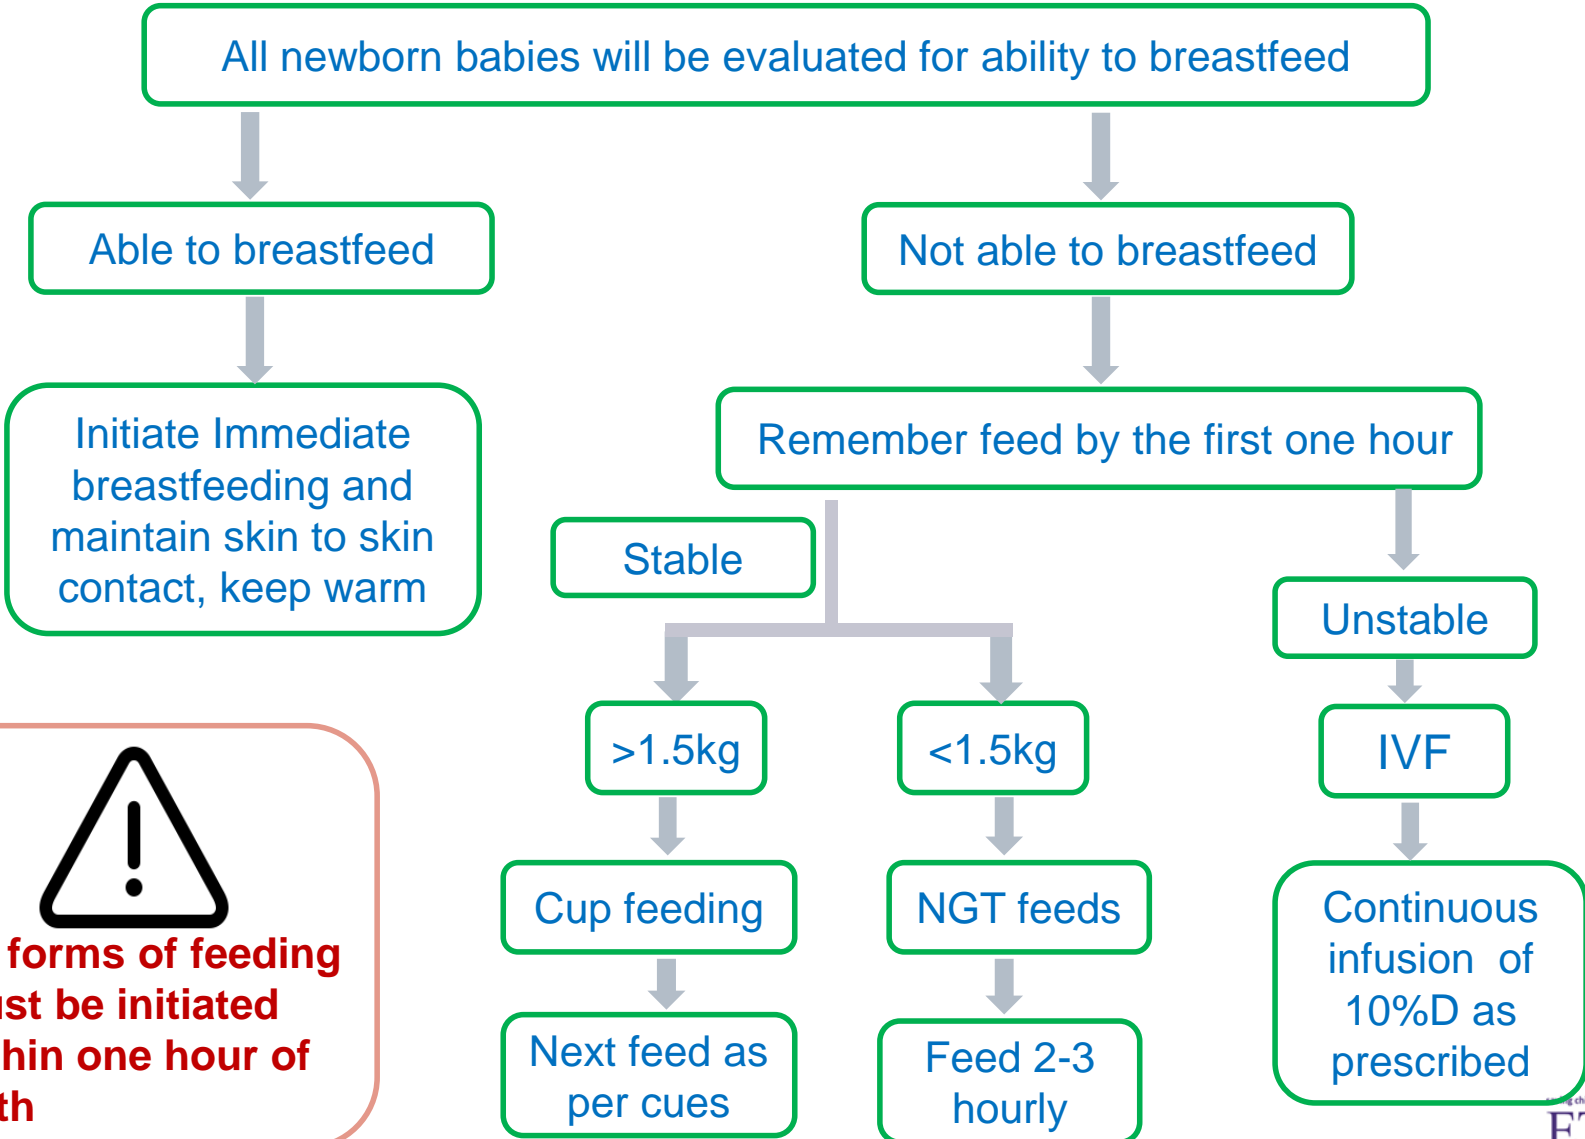 All newborn babies will be evaluated for ability to breastfeed
Able to breastfeed
Not able to breastfeed
Initiate Immediate
breastfeeding and
maintain skin to skin
contact, keep warm
Remember feed by the first one hour
Stable
Unstable
>1.5kg
<1.5kg
IVF
Cup feeding
NGT feeds
Continuous
infusion of
10%D as
prescribed
Next feed as
per cues
Feed 2-3
hourly
forms of feeding
be initiated
one hour of